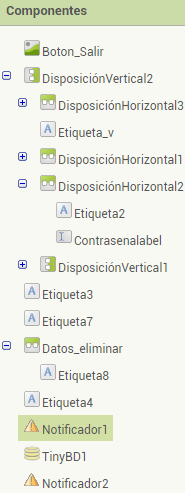 Componentes
Boton_Salir
DisposiciónVertical2
DisposiciónHorizontal3
A Etiqueta_v
DisposiciónHorizontal1
DisposiciónHorizontal2
A Etiqueta2
Contrasenalabel
DisposiciónVertical1
A Etiqueta3
A Etiqueta7
Datos_eliminar
A Etiqueta8
A Etiqueta4
Notificador1
TinyBD1
Notificador2